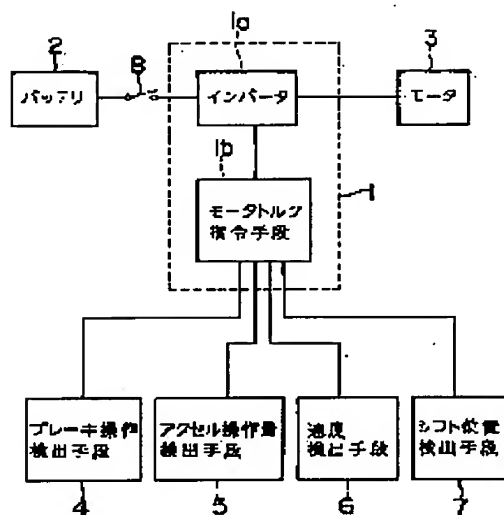 1a
2
8
3
バッテリ
インバータ
モータ
1b
1
モータトルク
指令手段
ブレーキ操作
検出手段
アクセル操作量
検出手段
速度
検出手段
シフト位置
検出手段
4
5
6
7